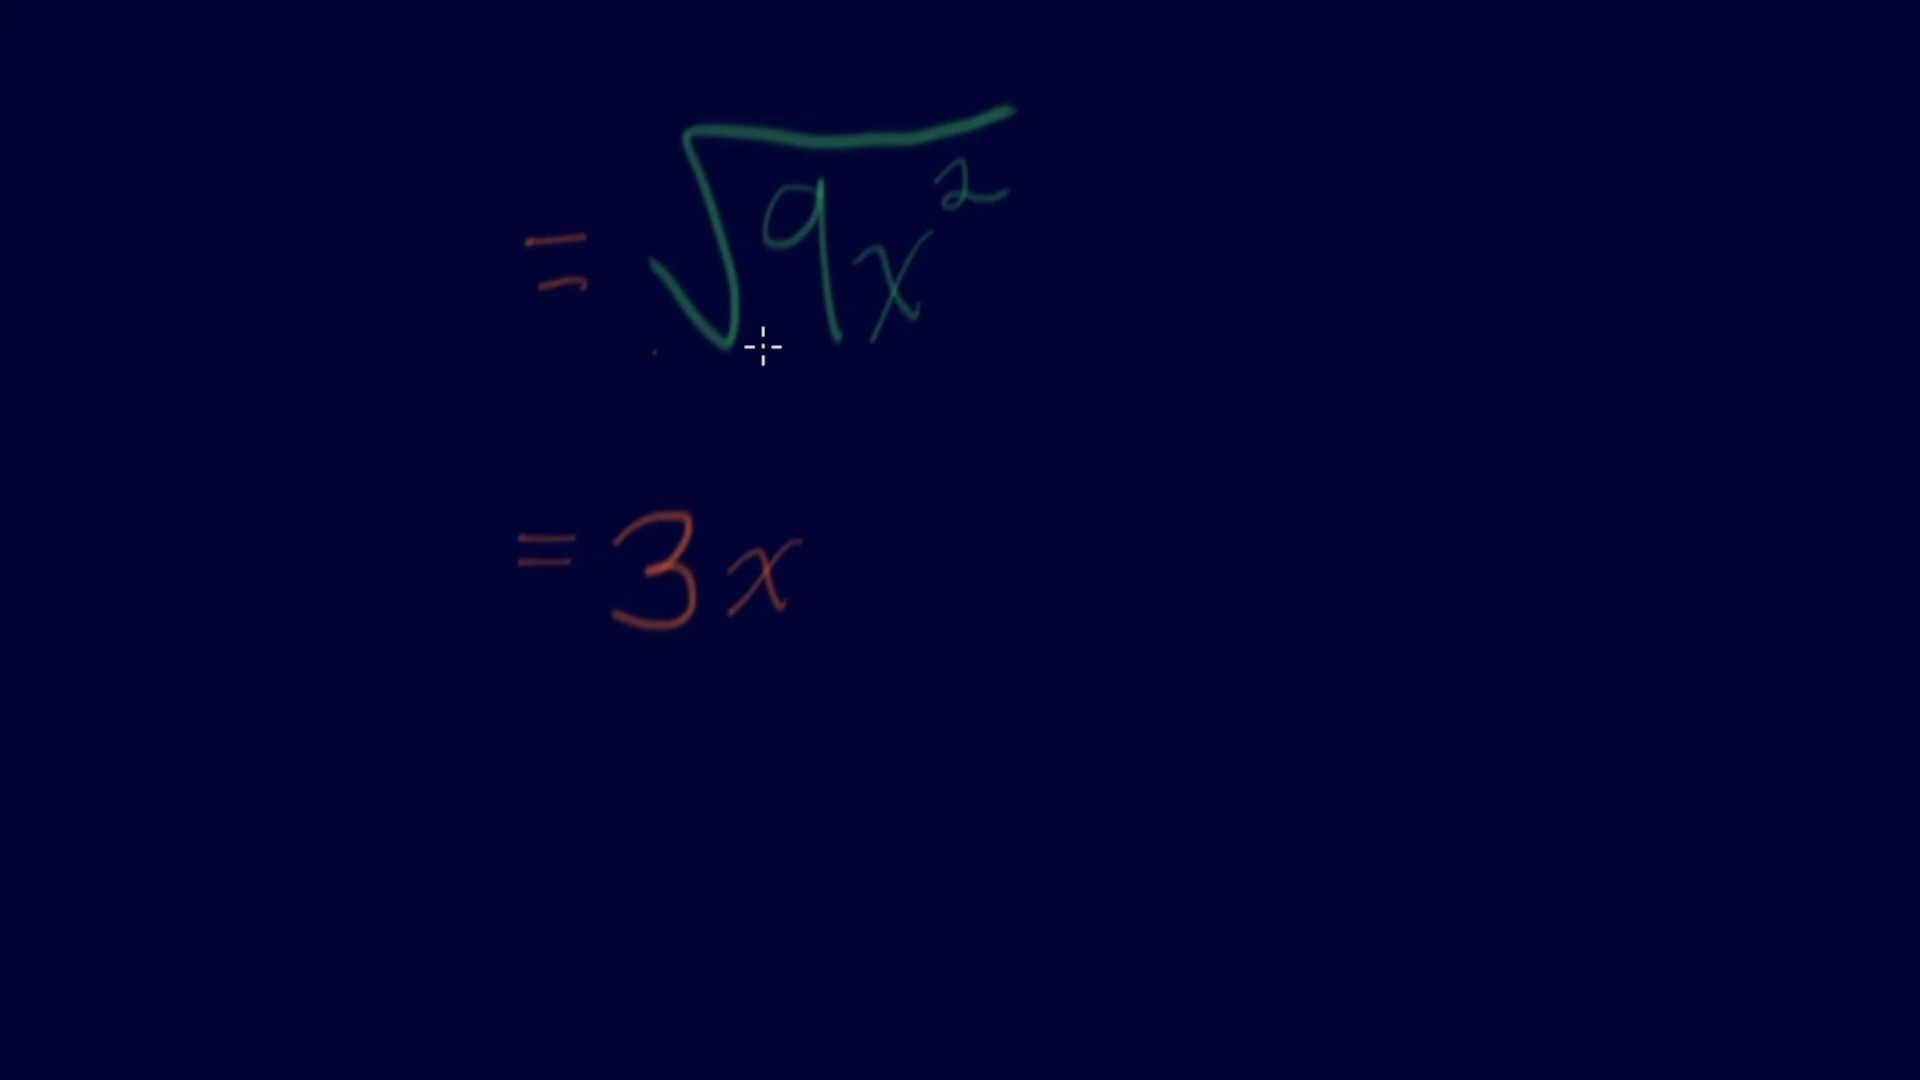 = √9x²
= 3x